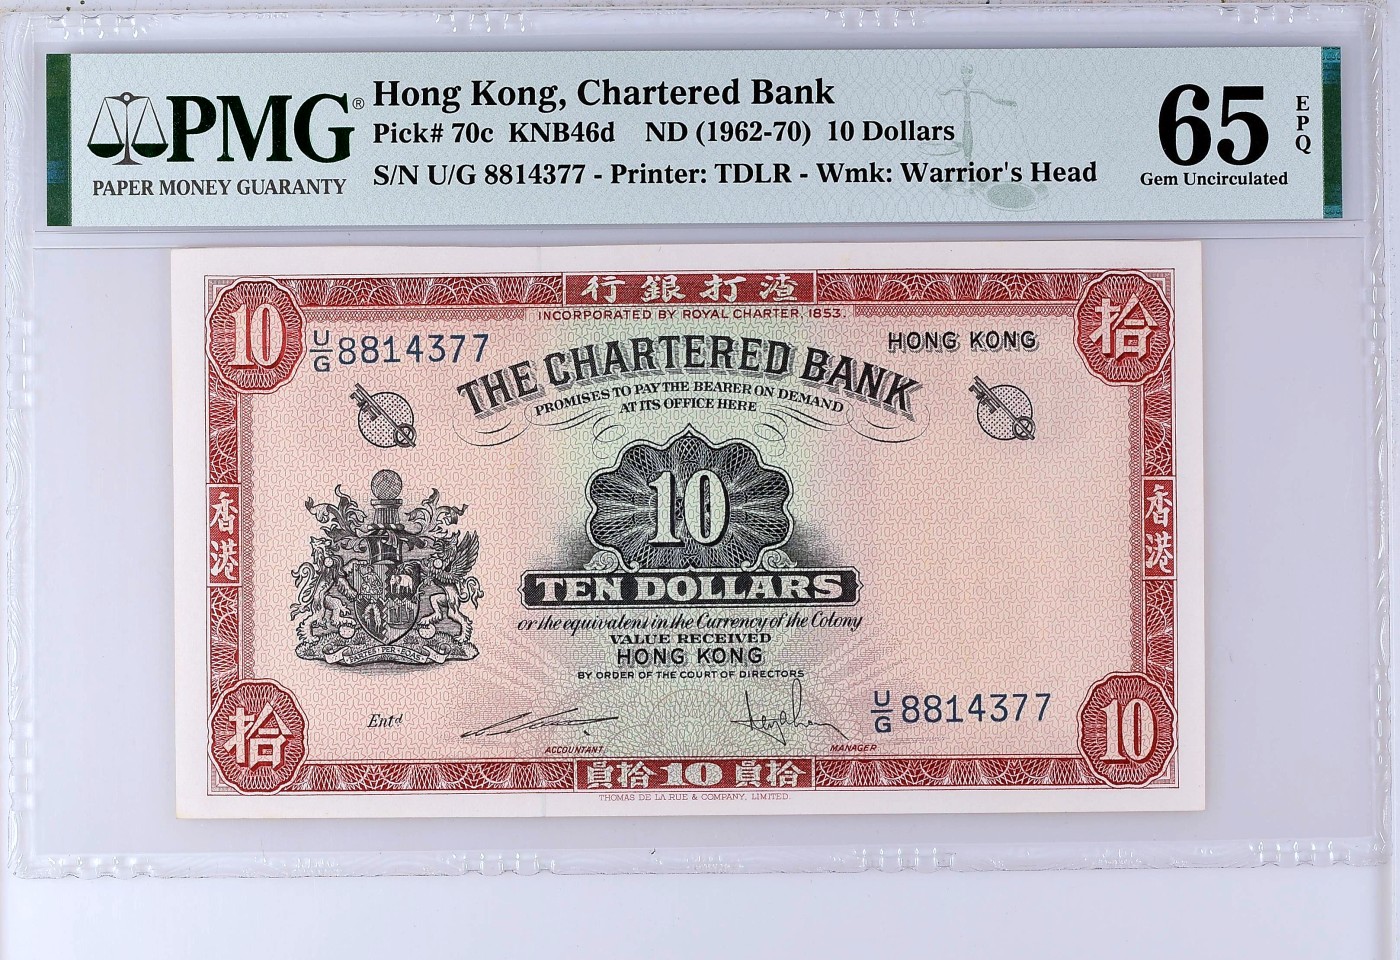 PMG®
PAPER MONEY GUARANTY
Hong Kong, Chartered Bank
Pick# 70c KNB46d ND (1962-70) 10 Dollars
S/N U/G 8814377 - Printer: TDLR - Wmk: Warrior's Head
65 EPQ
Gem Uncirculated
行銀打渣
INCORPORATED BY ROYAL CHARTER, 1853.
10
拾
U/G 8814377
HONG KONG
THE CHARTERED BANK
PROMISES TO PAY THE BEARER ON DEMAND
AT ITS OFFICE HERE
10
香港
香港
TEN DOLLARS
or the equivalent in the Currency of the Colony
VALUE RECEIVED
HONG KONG
BY ORDER OF THE COURT OF DIRECTORS
U/G 8814377
Entd
ACCOUNTANT
MANAGER
拾
10
員拾10員拾
THOMAS DE LA RUE & COMPANY, LIMITED.